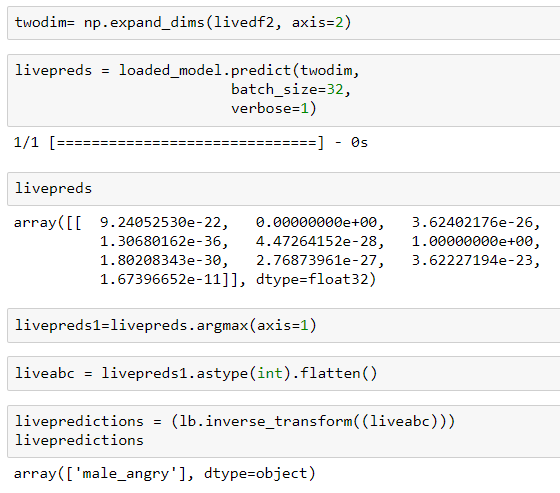 twodim= np.expand_dims(livedf2, axis=2)
livepreds = loaded_model.predict(twodim,
batch_size=32,
verbose=1)
1/1 [==============================] - 0s
livepreds
array([[  9.24052530e-22,   0.00000000e+00,   3.62402176e-26,
1.30680162e-36,   4.47264152e-28,   1.00000000e+00,
1.80208343e-30,   2.76873961e-27,   3.62227194e-23,
1.67396652e-11]], dtype=float32)
livepreds1=livepreds.argmax(axis=1)
liveabc = livepreds1.astype(int).flatten()
livepredictions = (lb.inverse_transform((liveabc)))
livepredictions
array(['male_angry'], dtype=object)